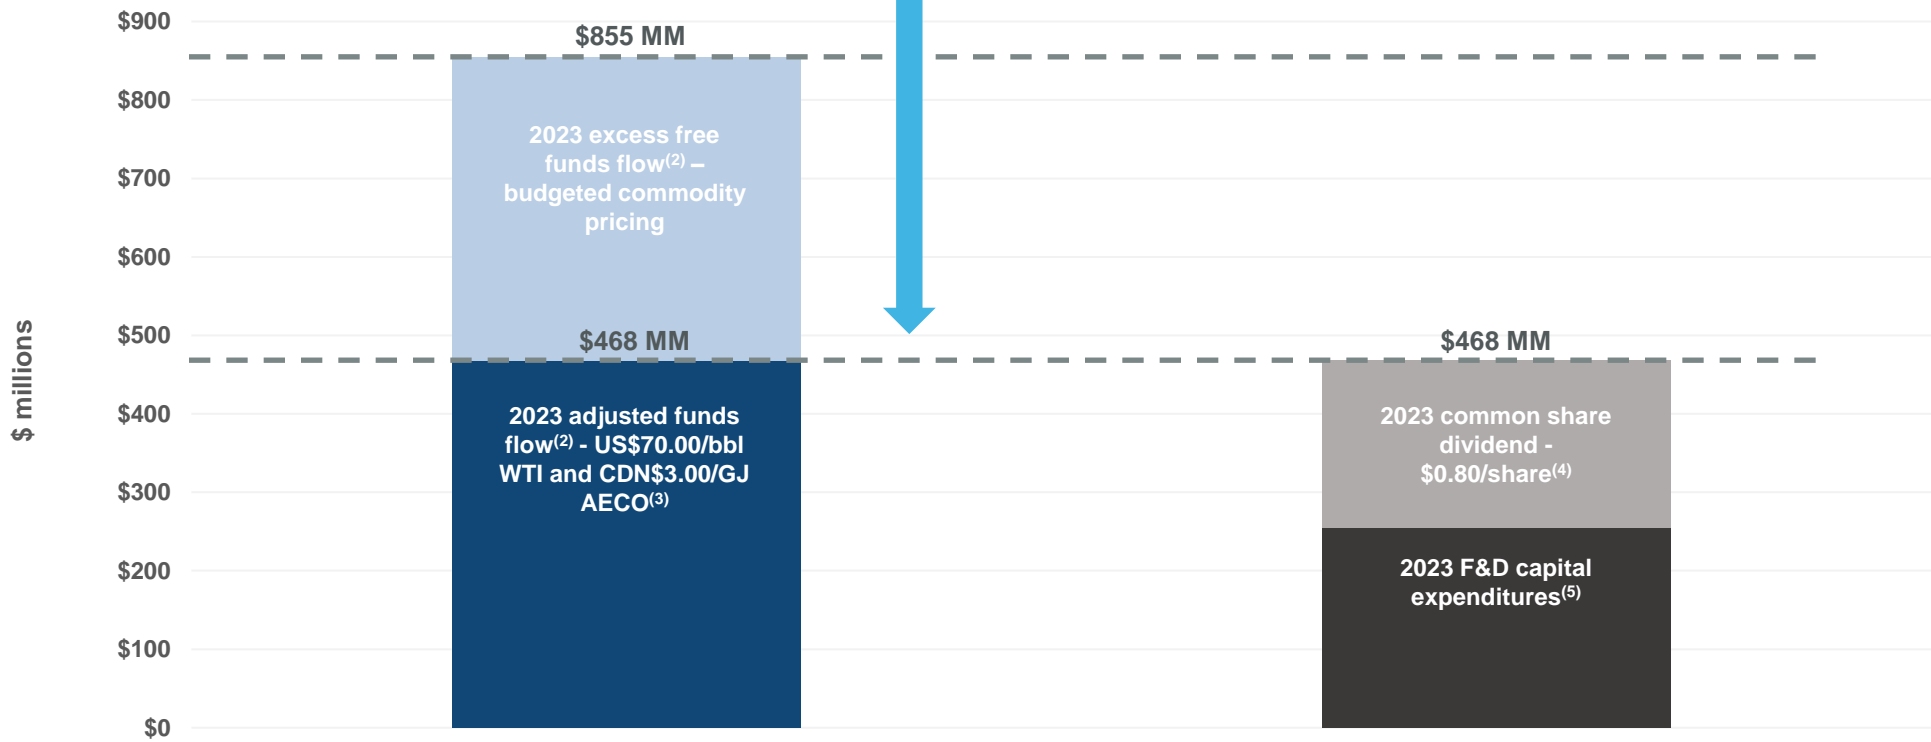 $ millions
$900
$800
$700
$600
$500
$400
$300
$200
$100
$0
$855 MM
2023 excess free
funds flow(2) –
budgeted commodity
pricing
$468 MM
2023 adjusted funds
flow(2) - US$70.00/bbl
WTI and CDN$3.00/GJ
AECO(3)
$468 MM
2023 common share
dividend -
$0.80/share(4)
2023 F&D capital
expenditures(5)